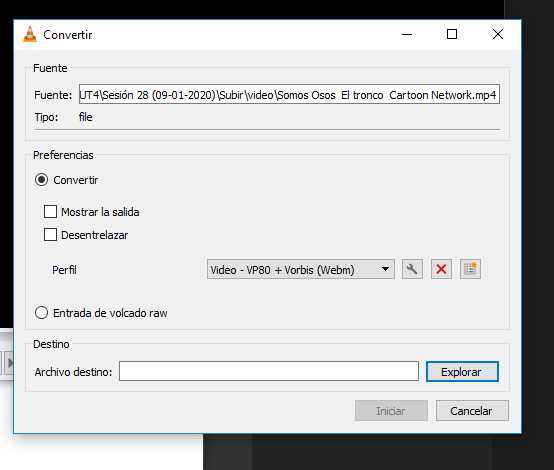 Convertir
Fuente
Fuente: UT4\Sesión 28 (09-01-2020)\Subir\video\Somos Osos  El tronco  Cartoon Network.mp4
Tipo: file
Preferencias
Convertir
Mostrar la salida
Desentrelazar
Perfil Video - VP80 + Vorbis (Webm)
Entrada de volcado raw
Destino
Archivo destino: Explorar
Iniciar Cancelar